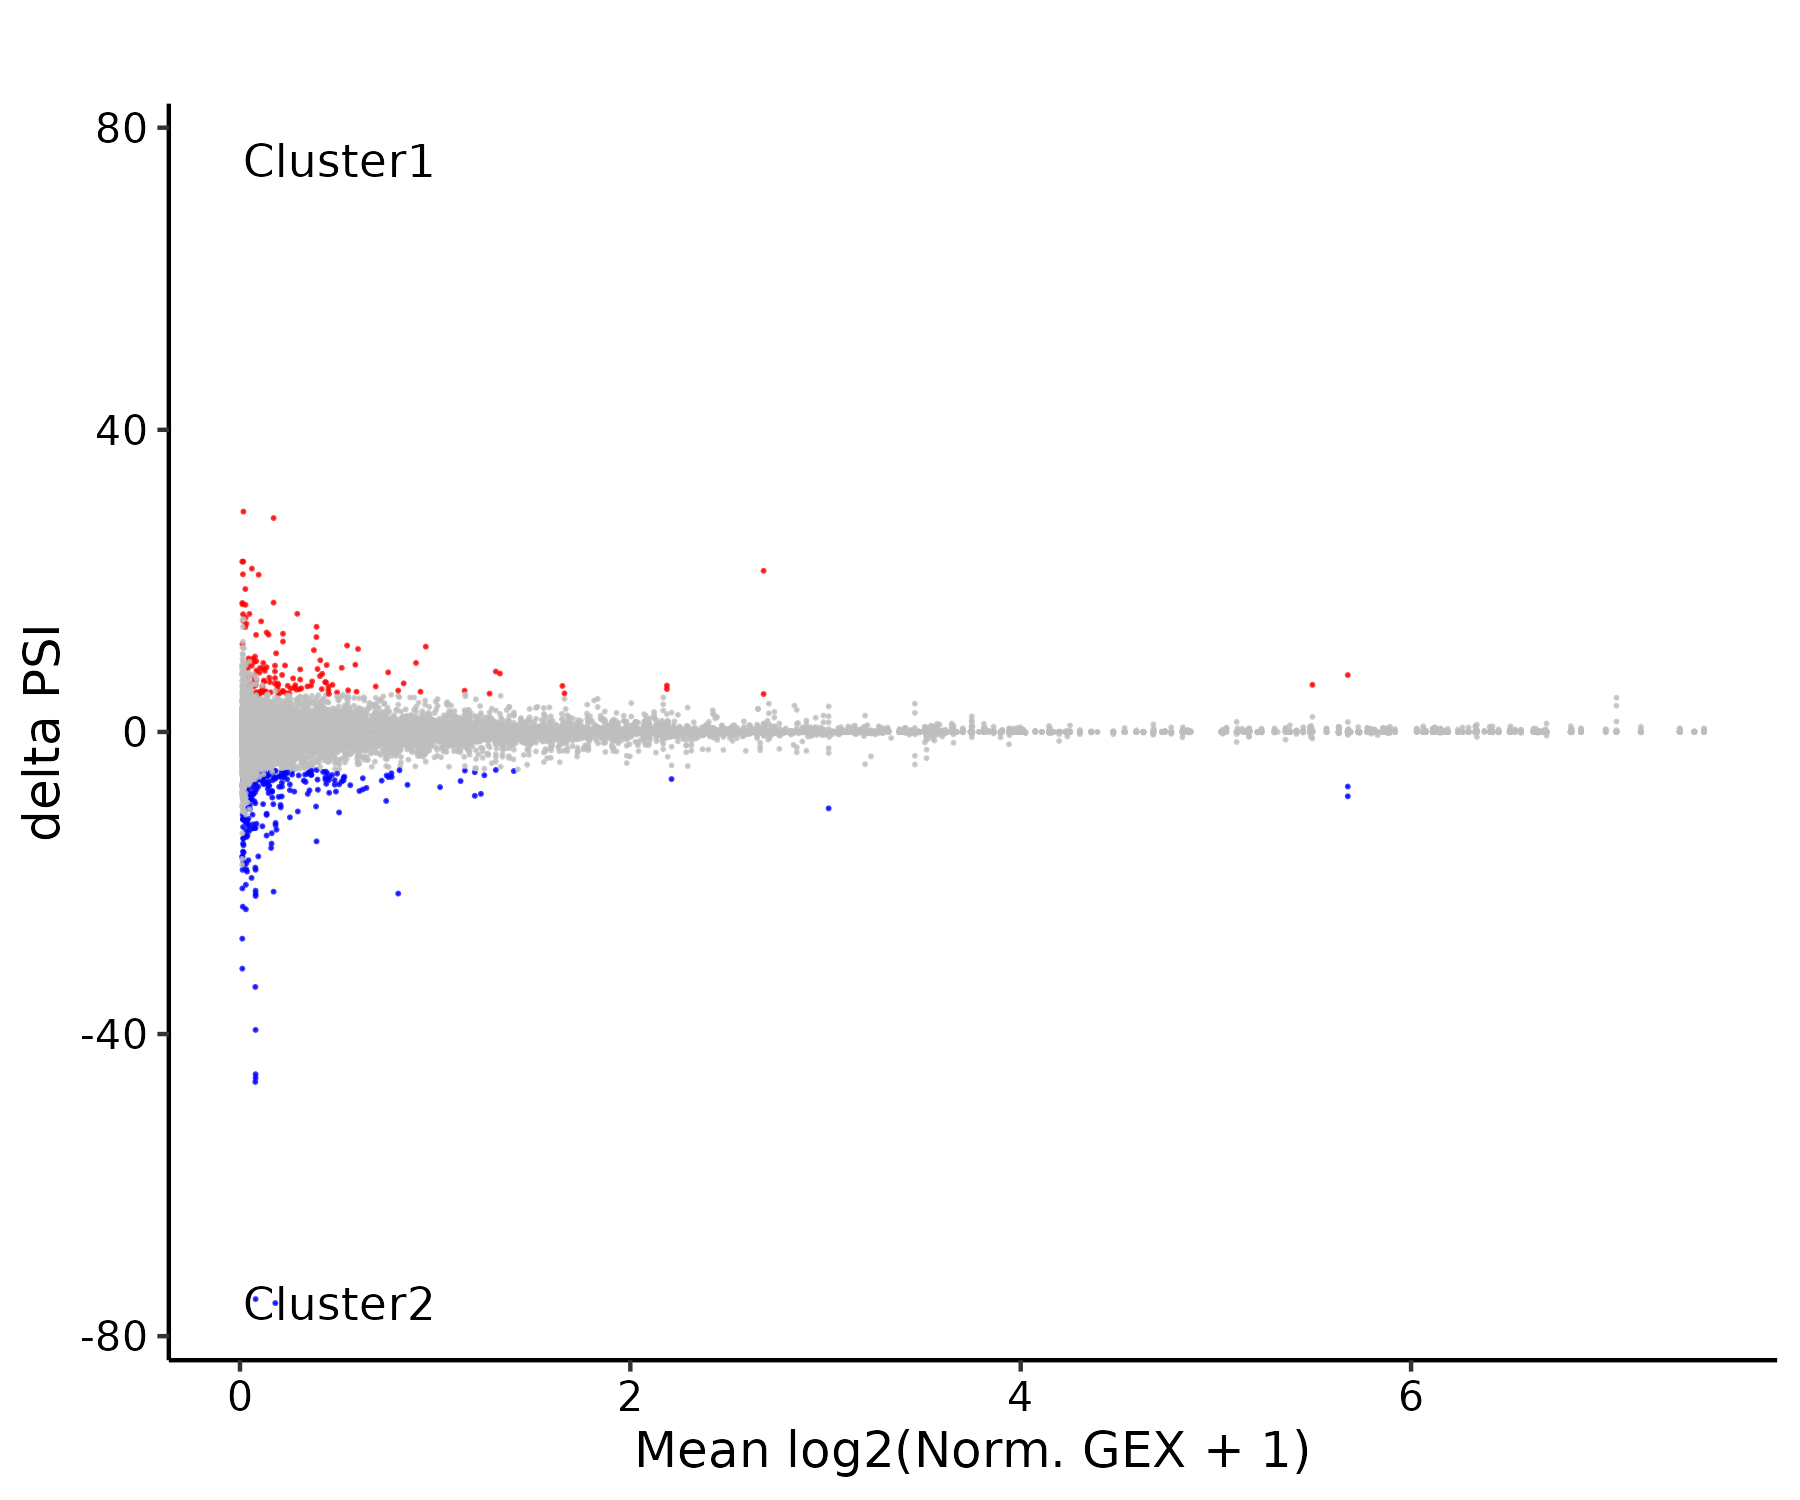 80
Cluster1
40
0
-40
Cluster2
-80
0 2 4 6
Mean log2(Norm. GEX + 1)
delta PSI